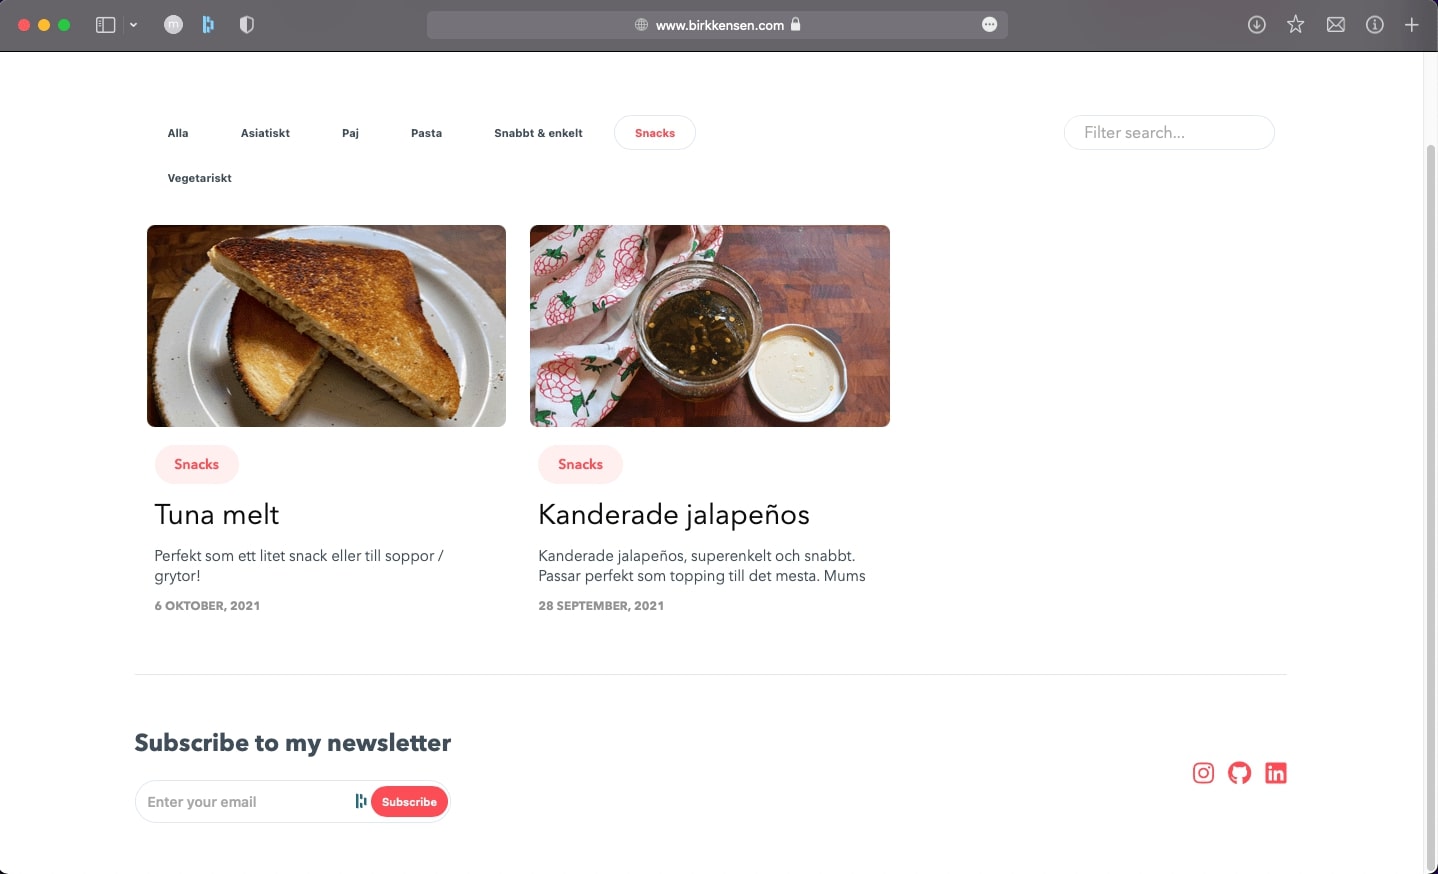 m
www.birkkensen.com
Alla
Asiatiskt
Paj
Pasta
Snabbt & enkelt
Snacks
Filter search...
Vegetariskt
Snacks
Tuna melt
Perfekt som ett litet snack eller till soppor /
grytor!
6 OKTOBER, 2021
Snacks
Kanderade jalapeños
Kanderade jalapeños, superenkelt och snabbt.
Passar perfekt som topping till det mesta. Mums
28 SEPTEMBER, 2021
Subscribe to my newsletter
Enter your email
Subscribe